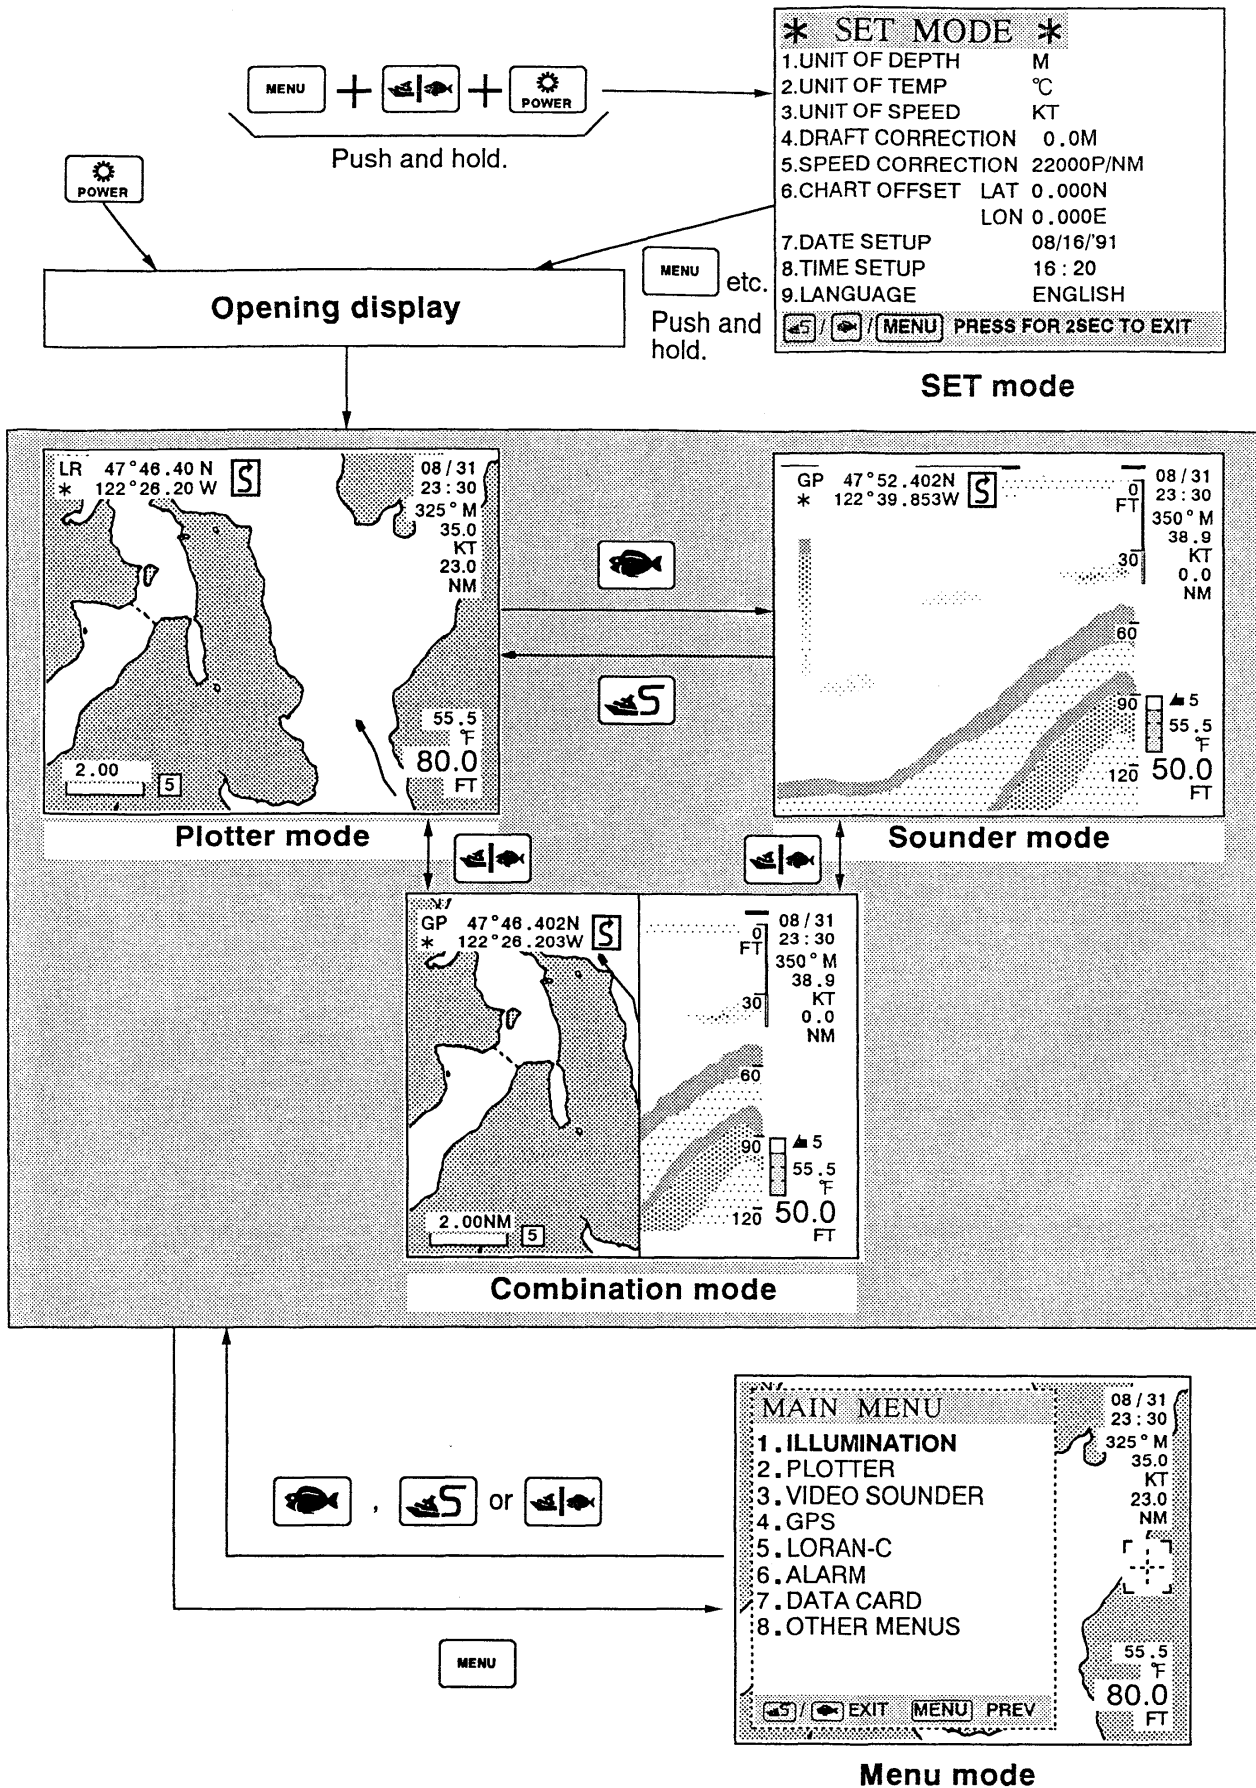 * SET MODE *
1.UNIT OF DEPTH M
2.UNIT OF TEMP °C
3.UNIT OF SPEED KT
4.DRAFT CORRECTION 0.0M
5.SPEED CORRECTION 22000P/NM
6.CHART OFFSET LAT 0.000N
LON 0.000E
7.DATE SETUP 08/16/'91
8.TIME SETUP 16:20
9.LANGUAGE ENGLISH
S / / MENU PRESS FOR 2SEC TO EXIT
SET mode
MENU + + POWER
Push and hold.
POWER
Opening display
MENU etc.
Push and
hold.
LR 47°46.40 N
* 122°26.20 W
08/31
23:30
325°M
35.0
KT
23.0
NM
55.5
°F
80.0
FT
2.00
5
Plotter mode
S
GP 47°52.402N
* 122°39.853W
0
FT
30
60
90
120
08/31
23:30
350°M
38.9
KT
0.0
NM
5
55.5
°F
50.0
FT
Sounder mode
GP 47°46.402N
* 122°26.203W
2.00NM
5
0
FT
30
60
90
120
08/31
23:30
350°M
38.9
KT
0.0
NM
5
55.5
°F
50.0
FT
Combination mode
, S or
MENU
MAIN MENU
1.ILLUMINATION
2.PLOTTER
3.VIDEO SOUNDER
4.GPS
5.LORAN-C
6.ALARM
7.DATA CARD
8.OTHER MENUS
S / EXIT MENU PREV
08/31
23:30
325°M
35.0
KT
23.0
NM
55.5
°F
80.0
FT
Menu mode